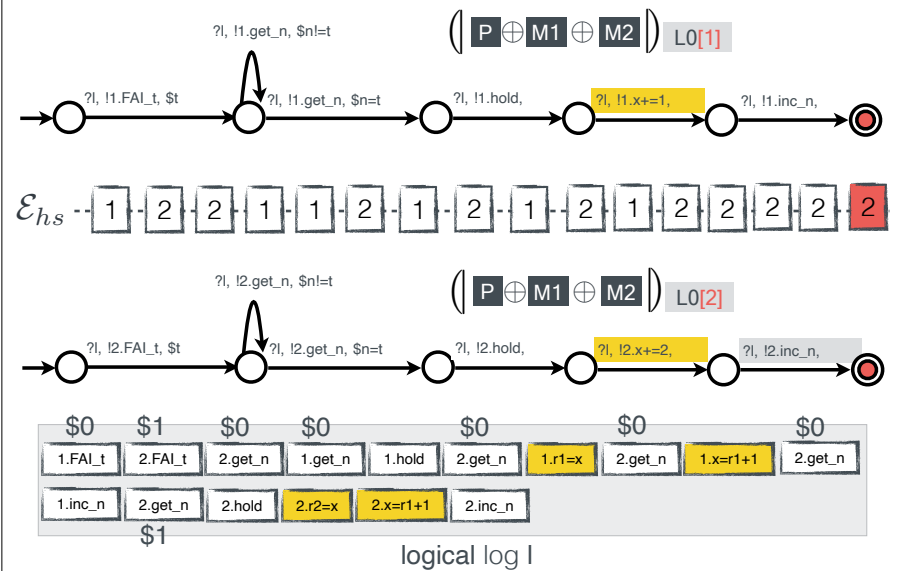 ?l, !1.get_n, $n!=t
( P ⊕ M1 ⊕ M2 ) L0[1]
?l, !1.FAI_t, $t
?l, !1.get_n, $n=t
?l, !1.hold,
?l, !1.x+=1,
?l, !1.inc_n,
ℰhs 1 2 2 1 1 2 1 2 1 2 1 2 2 2 2 2
?l, !2.get_n, $n!=t
( P ⊕ M1 ⊕ M2 ) L0[2]
?l, !2.FAI_t, $t
?l, !2.get_n, $n=t
?l, !2.hold,
?l, !2.x+=2,
?l, !2.inc_n,
$0 $1 $0 $0 $0 $0 $0
1.FAI_t 2.FAI_t 2.get_n 1.get_n 1.hold 2.get_n 1.r1=x 2.get_n 1.x=r1+1 2.get_n
1.inc_n 2.get_n 2.hold 2.r2=x 2.x=r1+1 2.inc_n
$1
logical log l